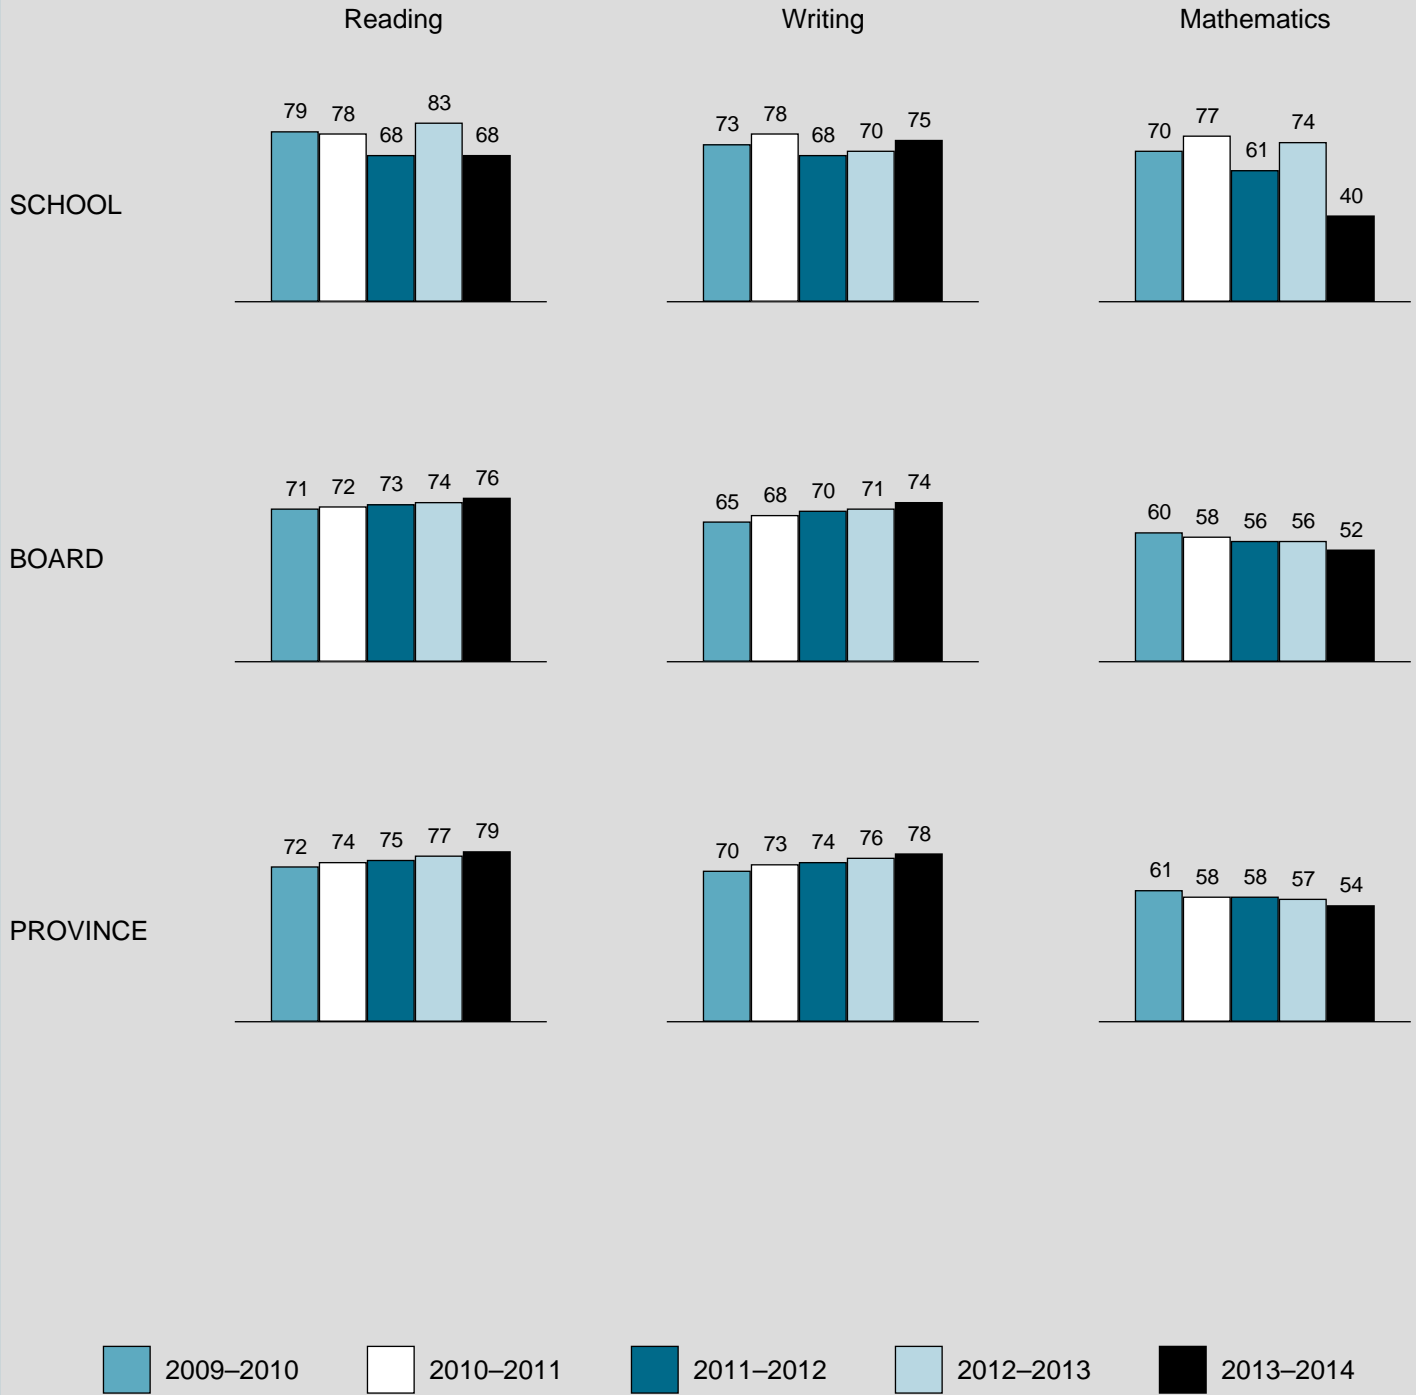 Reading Writing Mathematics
79 78 68 83 68 73 78 68 70 75 70 77 61 74 40
SCHOOL
71 72 73 74 76 65 68 70 71 74 60 58 56 56 52
BOARD
72 74 75 77 79 70 73 74 76 78 61 58 58 57 54
PROVINCE
2009–2010 2010–2011 2011–2012 2012–2013 2013–2014